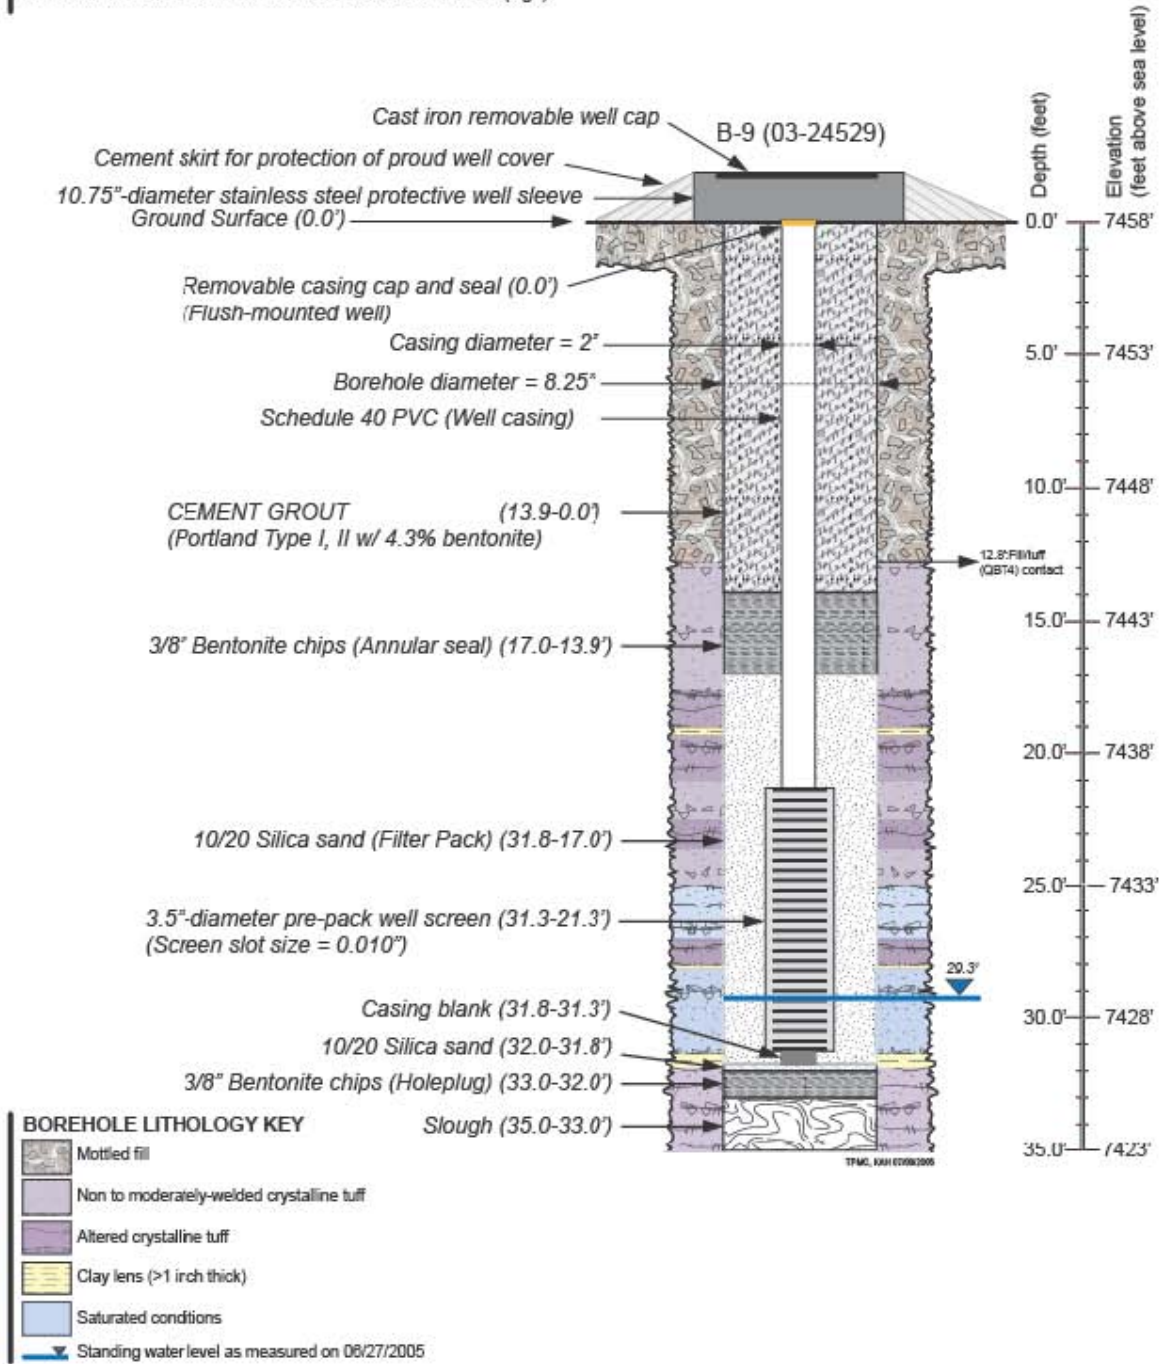 Cast iron removable well cap
B-9 (03-24529)
Cement skirt for protection of proud well cover
10.75"-diameter stainless steel protective well sleeve
Ground Surface (0.0')
Removable casing cap and seal (0.0')
(Flush-mounted well)
Casing diameter = 2"
Borehole diameter = 8.25"
Schedule 40 PVC (Well casing)
CEMENT GROUT (13.9-0.0')
(Portland Type I, II w/ 4.3% bentonite)
12.8':Fill/tuff
(QBT4) contact
3/8" Bentonite chips (Annular seal) (17.0-13.9')
10/20 Silica sand (Filter Pack) (31.8-17.0')
3.5"-diameter pre-pack well screen (31.3-21.3')
(Screen slot size = 0.010")
29.3'
Casing blank (31.8-31.3')
10/20 Silica sand (32.0-31.8')
3/8" Bentonite chips (Holeplug) (33.0-32.0')
Slough (35.0-33.0')
Depth (feet)
Elevation
(feet above sea level)
0.0' 7458'
5.0' 7453'
10.0' 7448'
15.0' 7443'
20.0' 7438'
25.0' 7433'
30.0' 7428'
35.0' 7423'
BOREHOLE LITHOLOGY KEY
Mottled fill
Non to moderately-welded crystalline tuff
Altered crystalline tuff
Clay lens (>1 inch thick)
Saturated conditions
Standing water level as measured on 06/27/2005